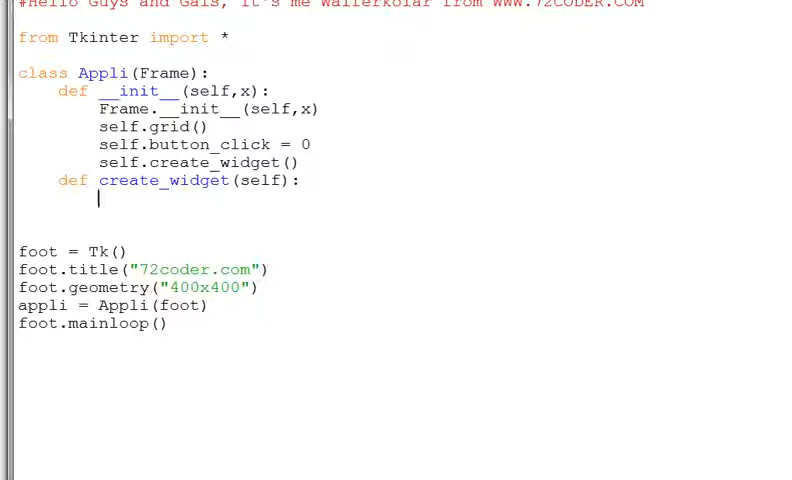 #Hello Guys and Gals, it's me Wallerkolar from WWW.72CODER.COM
from Tkinter import *
class Appli(Frame):
def __init__(self,x):
Frame.__init__(self,x)
self.grid()
self.button_click = 0
self.create_widget()
def create_widget(self):
foot = Tk()
foot.title("72coder.com")
foot.geometry("400x400")
appli = Appli(foot)
foot.mainloop()